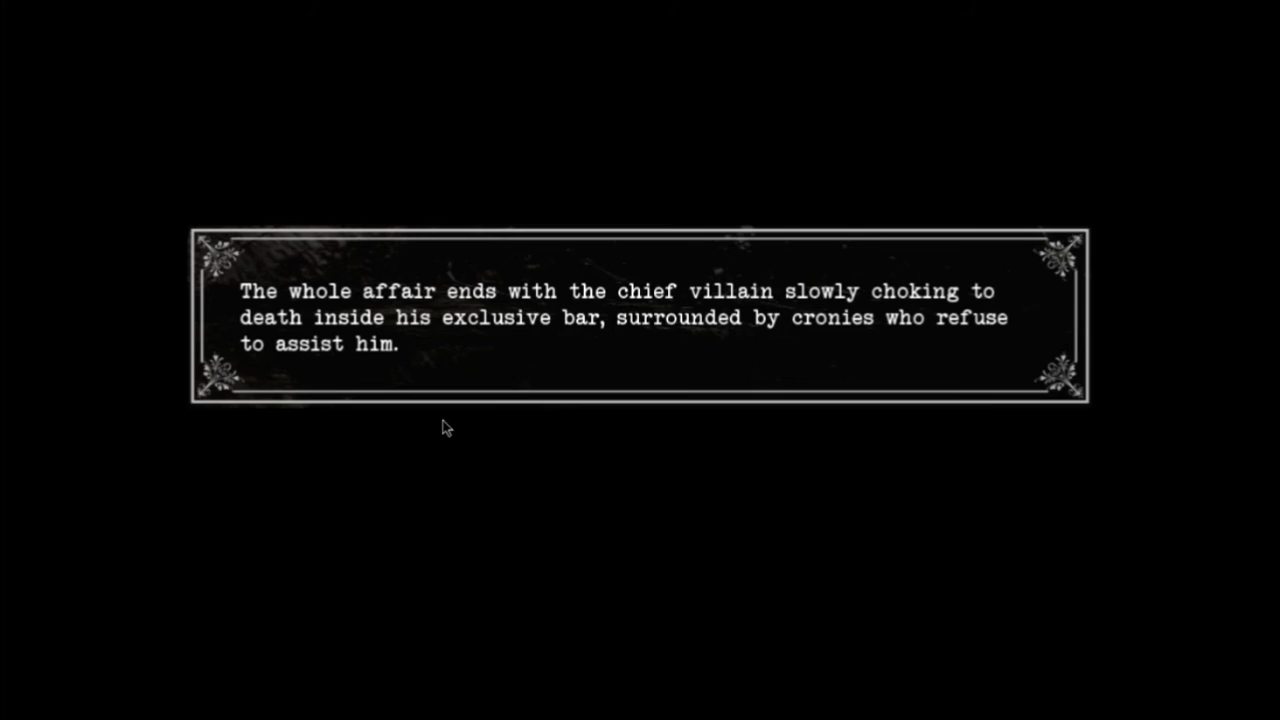 The whole affair ends with the chief villain slowly choking to
death inside his exclusive bar, surrounded by cronies who refuse
to assist him.